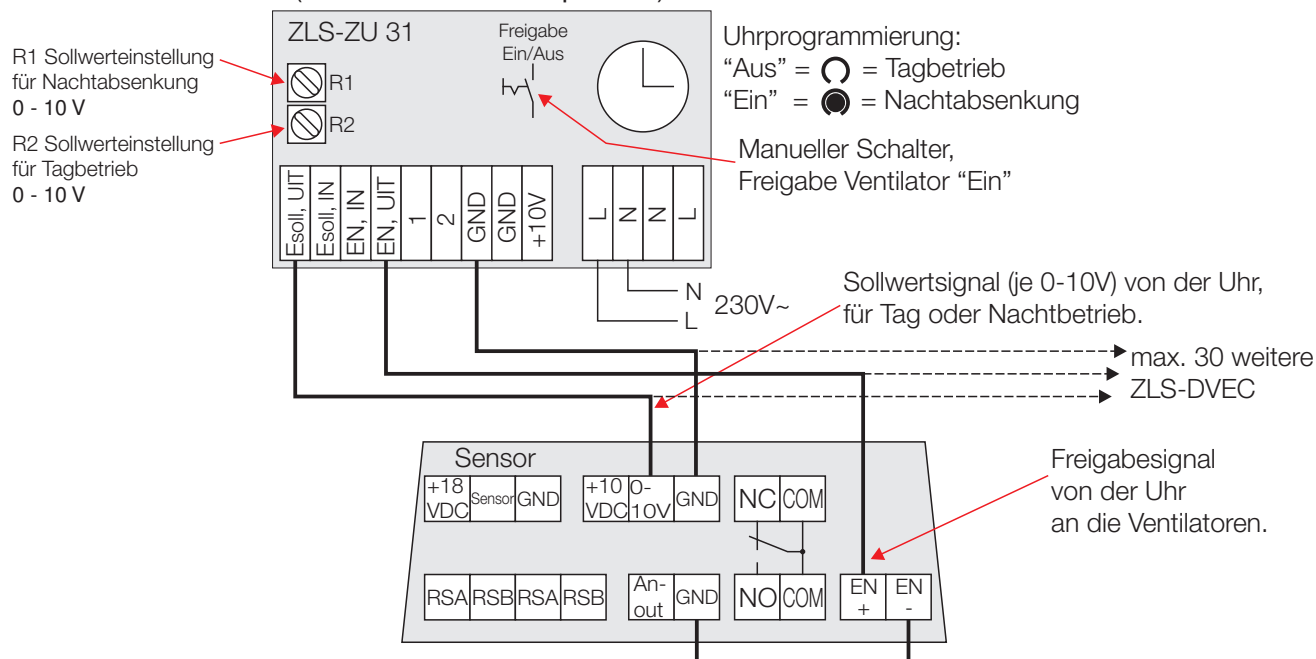 ZLS-ZU 31
Freigabe
Ein/Aus
R1 Sollwerteinstellung
für Nachtabsenkung
0 - 10 V
R2 Sollwerteinstellung
für Tagbetrieb
0 - 10 V
R1
R2
Uhrprogrammierung:
“Aus” = = Tagbetrieb
“Ein” = = Nachtabsenkung
Manueller Schalter,
Freigabe Ventilator “Ein”
Esoll, UIT
Esoll, IN
EN, IN
EN, UIT
1
2
GND
GND
+10V
L
N
N
L
N
L
230V~
Sollwertsignal (je 0-10V) von der Uhr,
für Tag oder Nachtbetrieb.
max. 30 weitere
ZLS-DVEC
Sensor
+18
VDC
Sensor
GND
+10
VDC
0-
10V
GND
NC
COM
Freigabesignal
von der Uhr
an die Ventilatoren.
RSA
RSB
RSA
RSB
An-
out
GND
NO
COM
EN
+
EN
-